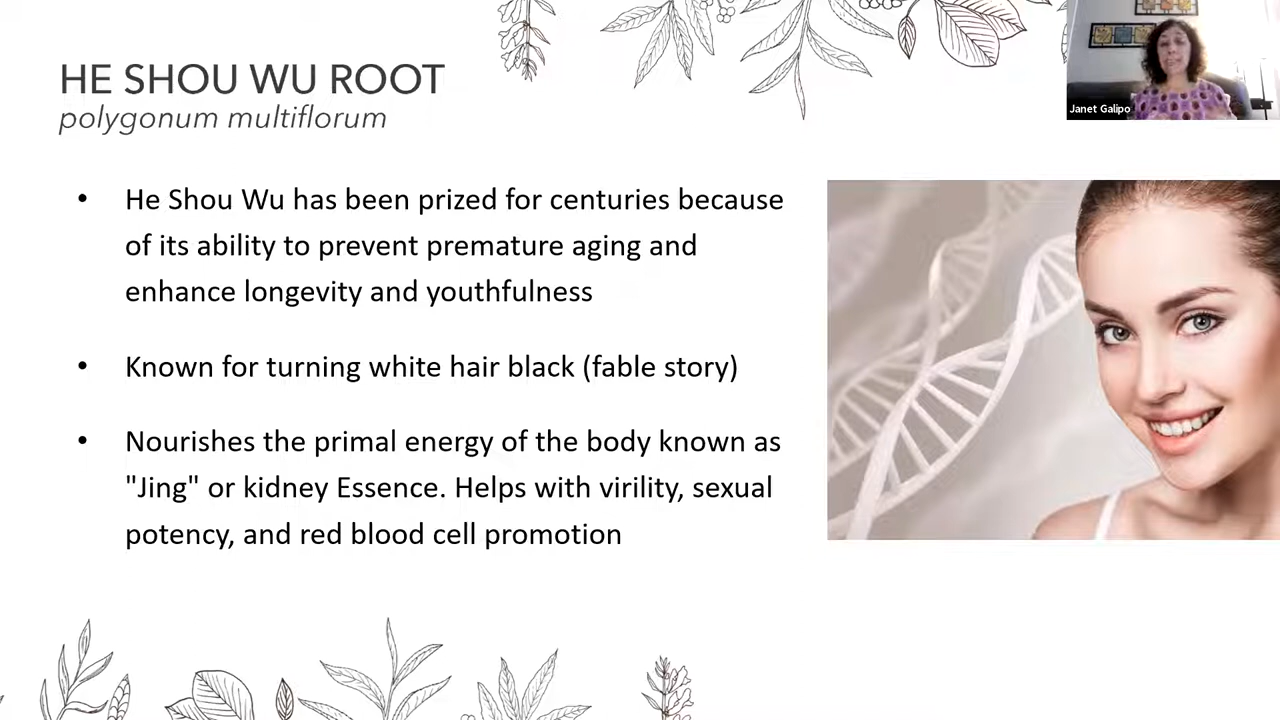 HE SHOU WU ROOT
polygonum multiflorum
Janet Galipo
• He Shou Wu has been prized for centuries because
of its ability to prevent premature aging and
enhance longevity and youthfulness
• Known for turning white hair black (fable story)
• Nourishes the primal energy of the body known as
"Jing" or kidney Essence. Helps with virility, sexual
potency, and red blood cell promotion